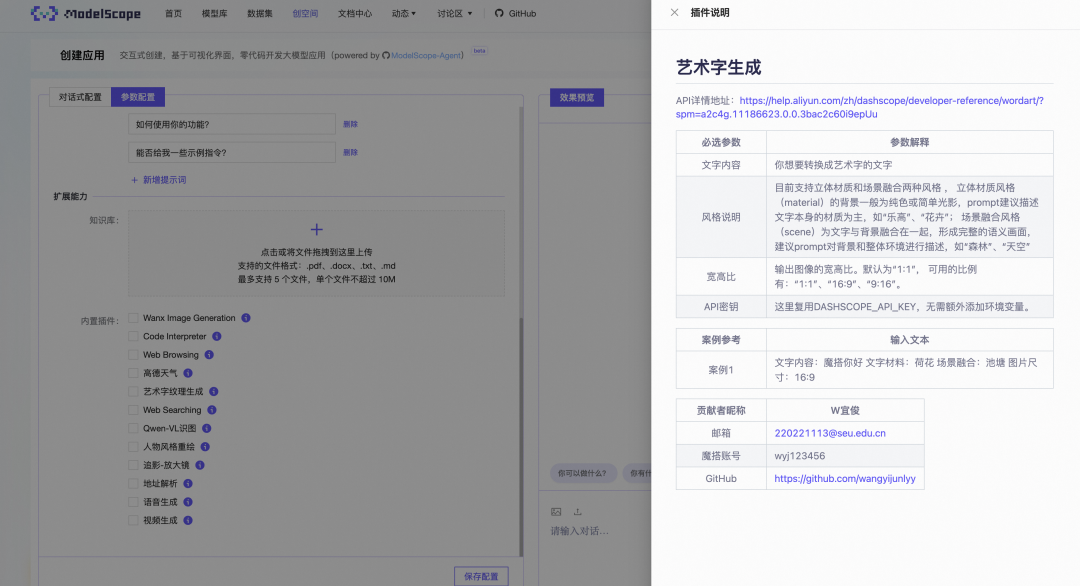 ModelScope 首页 模型库 数据集 创空间 文档中心 动态 讨论区 GitHub
创建应用 交互式创建，基于可视化界面，零代码开发大模型应用（powered by ModelScope-Agent） beta
对话式配置 参数配置
如何使用你的功能? 删除
能否给我一些示例指令? 删除
+ 新增提示词
扩展能力
知识库:
点击或将文件拖拽到这里上传
支持的文件格式: .pdf、.docx、.txt、.md
最多支持 5 个文件，单个文件不超过 10M
内置插件:
Wanx Image Generation
Code Interpreter
Web Browsing
高德天气
艺术字纹理生成
Web Searching
Qwen-VL识图
人物风格重绘
追影-放大镜
地址解析
语音生成
视频生成
保存配置
效果预览
你可以做什么? 你有什
请输入对话...
插件说明
艺术字生成
API详情地址：https://help.aliyun.com/zh/dashscope/developer-reference/wordart/?
spm=a2c4g.11186623.0.0.3bac2c60i9epUu
必选参数 参数解释
文字内容 你想要转换成艺术字的文字
风格说明
目前支持立体材质和场景融合两种风格 ， 立体材质风格
（material）的背景一般为纯色或简单光影，prompt建议描述
文字本身的材质为主，如“乐高”、“花卉”； 场景融合风格
（scene）为文字与背景融合在一起，形成完整的语义画面，
建议prompt对背景和整体环境进行描述，如“森林”、“天空”
宽高比
输出图像的宽高比。默认为“1:1”， 可用的比例
有：“1:1”、“16:9”、“9:16”。
API密钥 这里复用DASHSCOPE_API_KEY，无需额外添加环境变量。
案例参考 输入文本
案例1
文字内容：魔搭你好 文字材料：荷花 场景融合：池塘 图片尺
寸：16:9
贡献者昵称 W宜俊
邮箱 220221113@seu.edu.cn
魔搭账号 wyj123456
GitHub https://github.com/wangyijunlyy